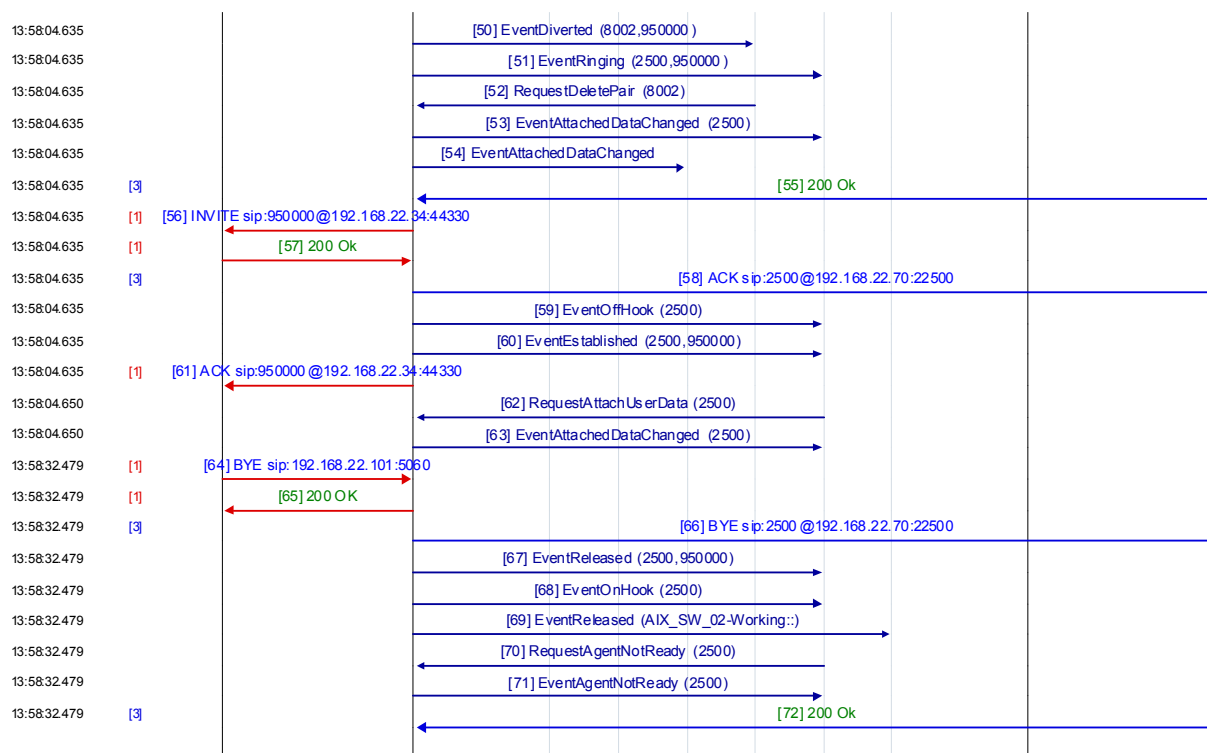 13:58:04.635 [50] EventDiverted (8002,950000 )
13:58:04.635 [51] EventRinging (2500,950000 )
13:58:04.635 [52] RequestDeletePair (8002)
13:58:04.635 [53] EventAttachedDataChanged (2500)
13:58:04.635 [54] EventAttachedDataChanged
13:58:04.635 [3] [55] 200 Ok
13:58:04.635 [1] [56] INVITE sip:950000@192.168.22.34:44330
13:58:04.635 [1] [57] 200 Ok
13:58:04.635 [3] [58] ACK sip:2500@192.168.22.70:22500
13:58:04.635 [59] EventOffHook (2500)
13:58:04.635 [60] EventEstablished (2500,950000)
13:58:04.635 [1] [61] ACK sip:950000@192.168.22.34:44330
13:58:04.650 [62] RequestAttachUserData (2500)
13:58:04.650 [63] EventAttachedDataChanged (2500)
13:58:32.479 [1] [64] BYE sip:192.168.22.101:5060
13:58:32.479 [1] [65] 200 OK
13:58:32.479 [3] [66] BYE sip:2500@192.168.22.70:22500
13:58:32.479 [67] EventReleased (2500,950000)
13:58:32.479 [68] EventOnHook (2500)
13:58:32.479 [69] EventReleased (AIX_SW_02-Working::)
13:58:32.479 [70] RequestAgentNotReady (2500)
13:58:32.479 [71] EventAgentNotReady (2500)
13:58:32.479 [3] [72] 200 Ok